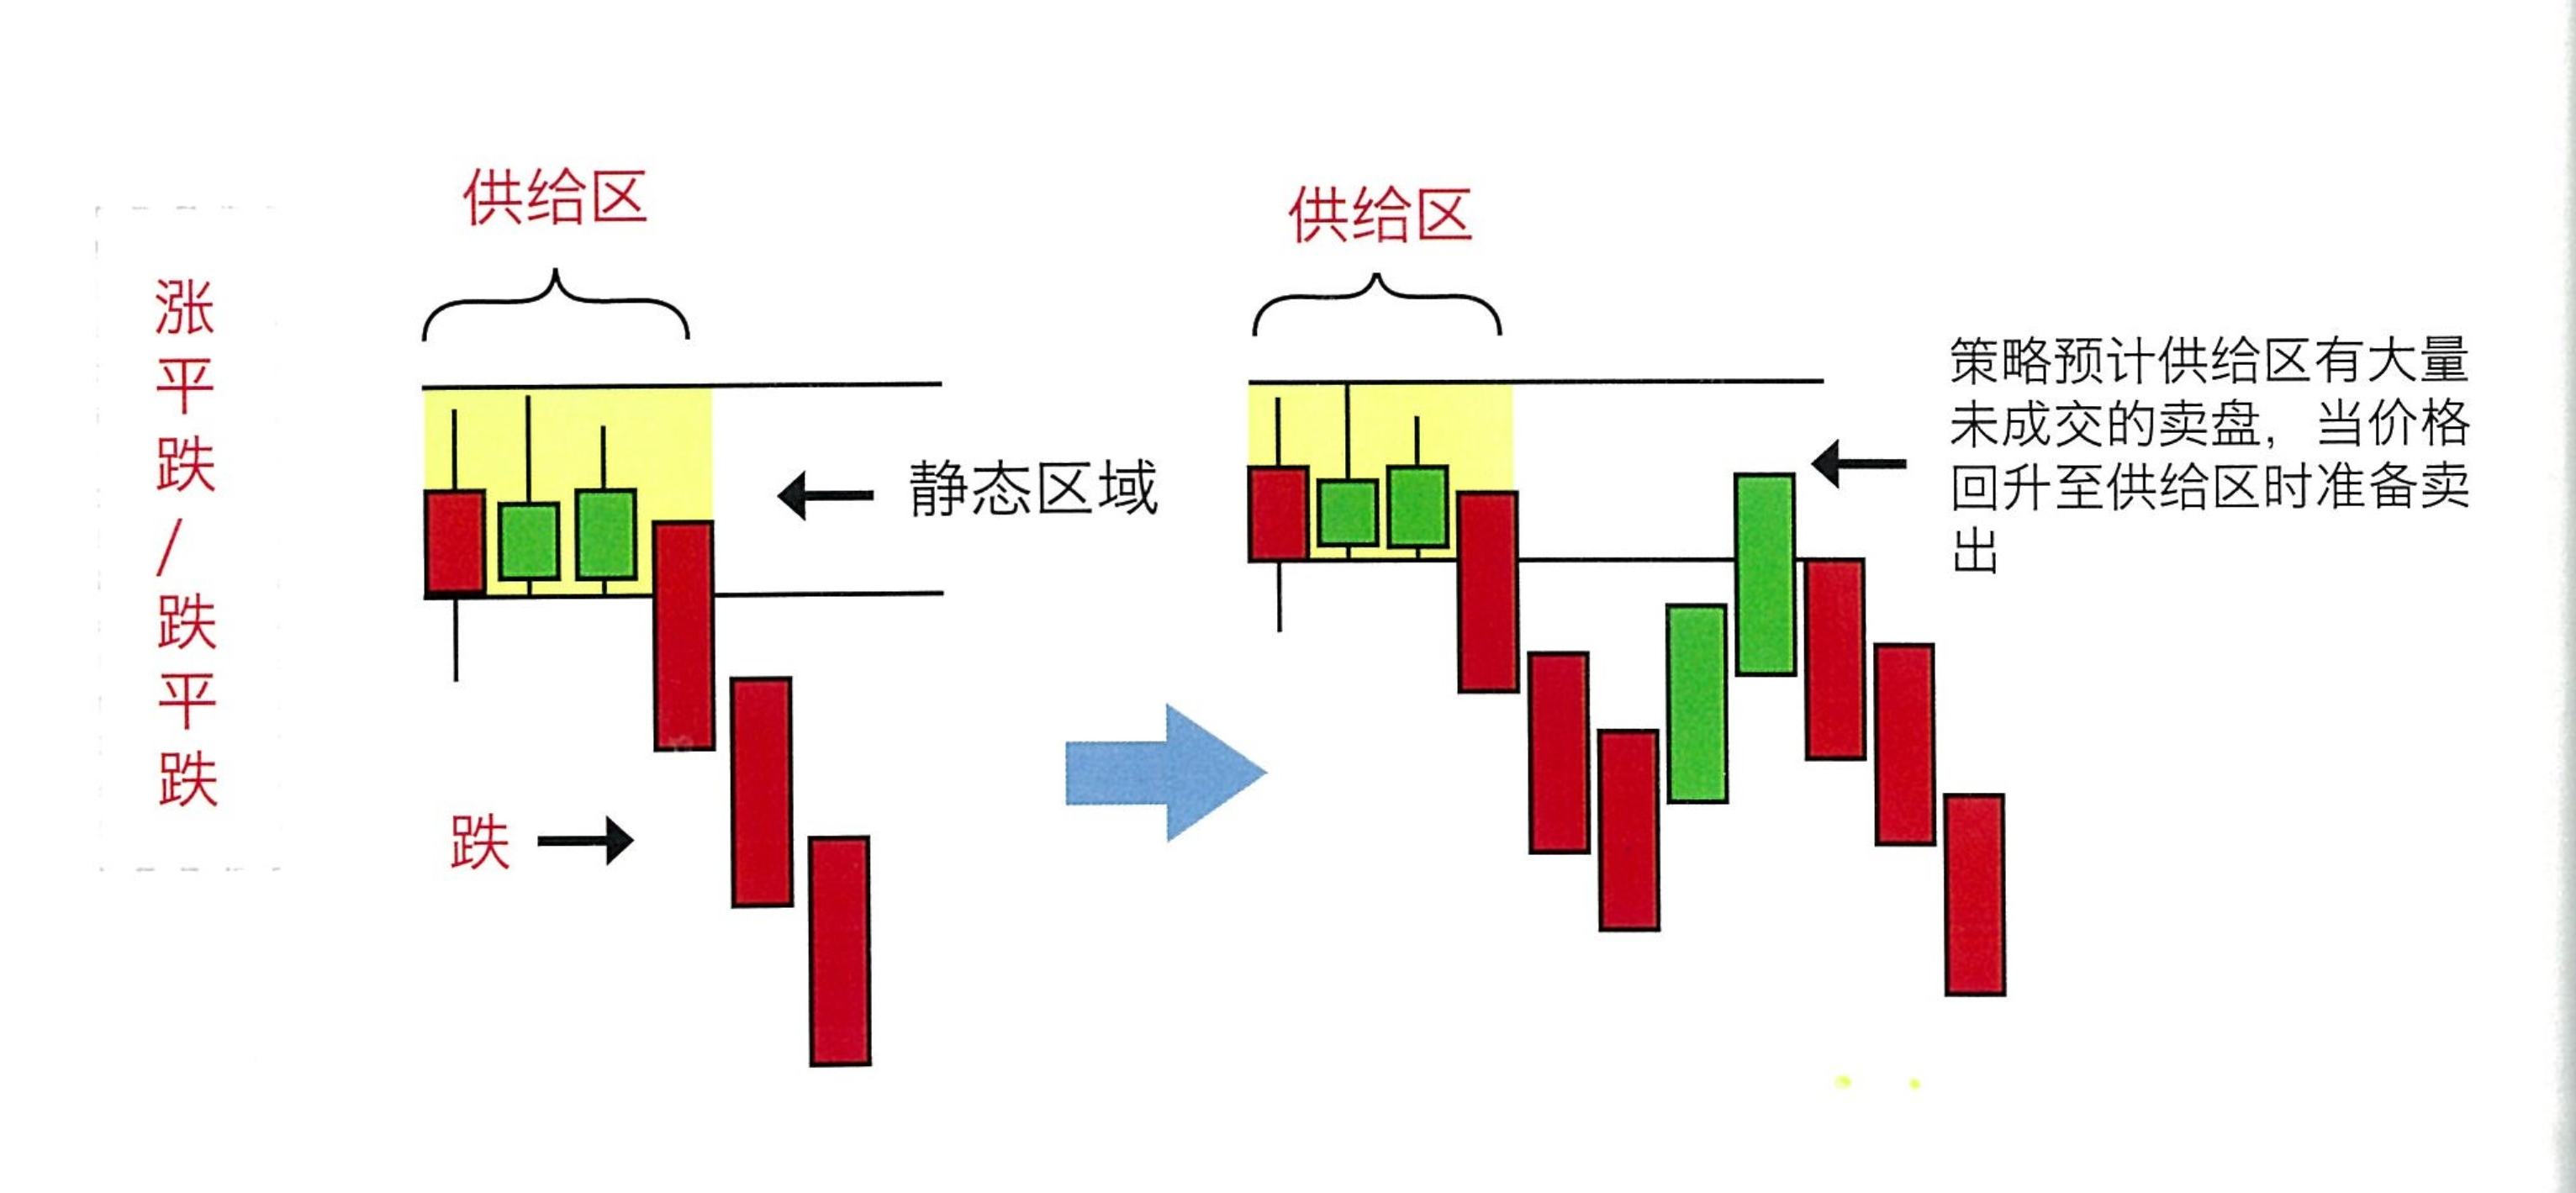 涨
平
跌
/
跌
平
跌
供给区
静态区域
跌
供给区
策略预计供给区有大量
未成交的卖盘，当价格
回升至供给区时准备卖
出